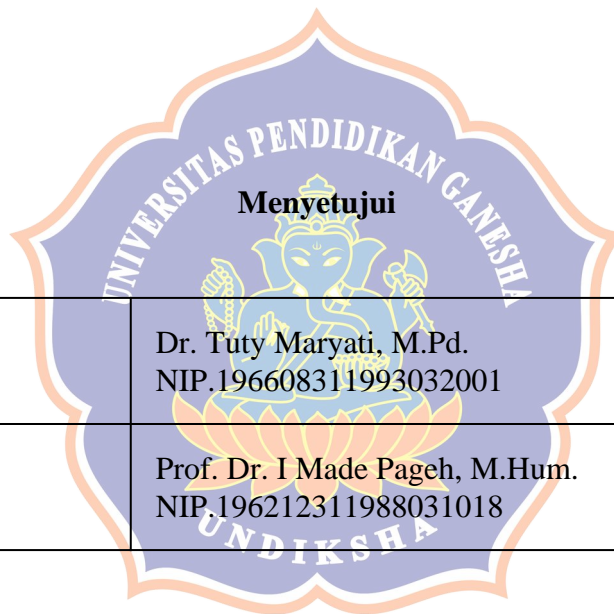 UNIVERSITAS PENDIDIKAN GANESHA
Menyetujui
Dr. Tuty Maryati, M.Pd.
NIP.196608311993032001
Prof. Dr. I Made Pageh, M.Hum.
NIP.196212311988031018
UNDIKSHA